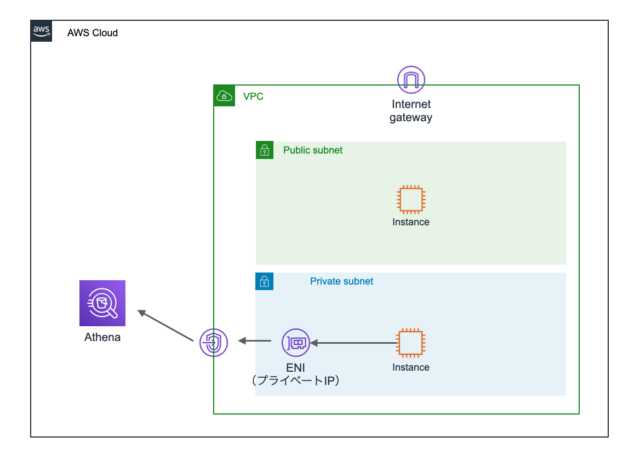 aws
AWS Cloud
VPC
Internet
gateway
Public subnet
Instance
Private subnet
Athena
ENI
（プライベートIP）
Instance